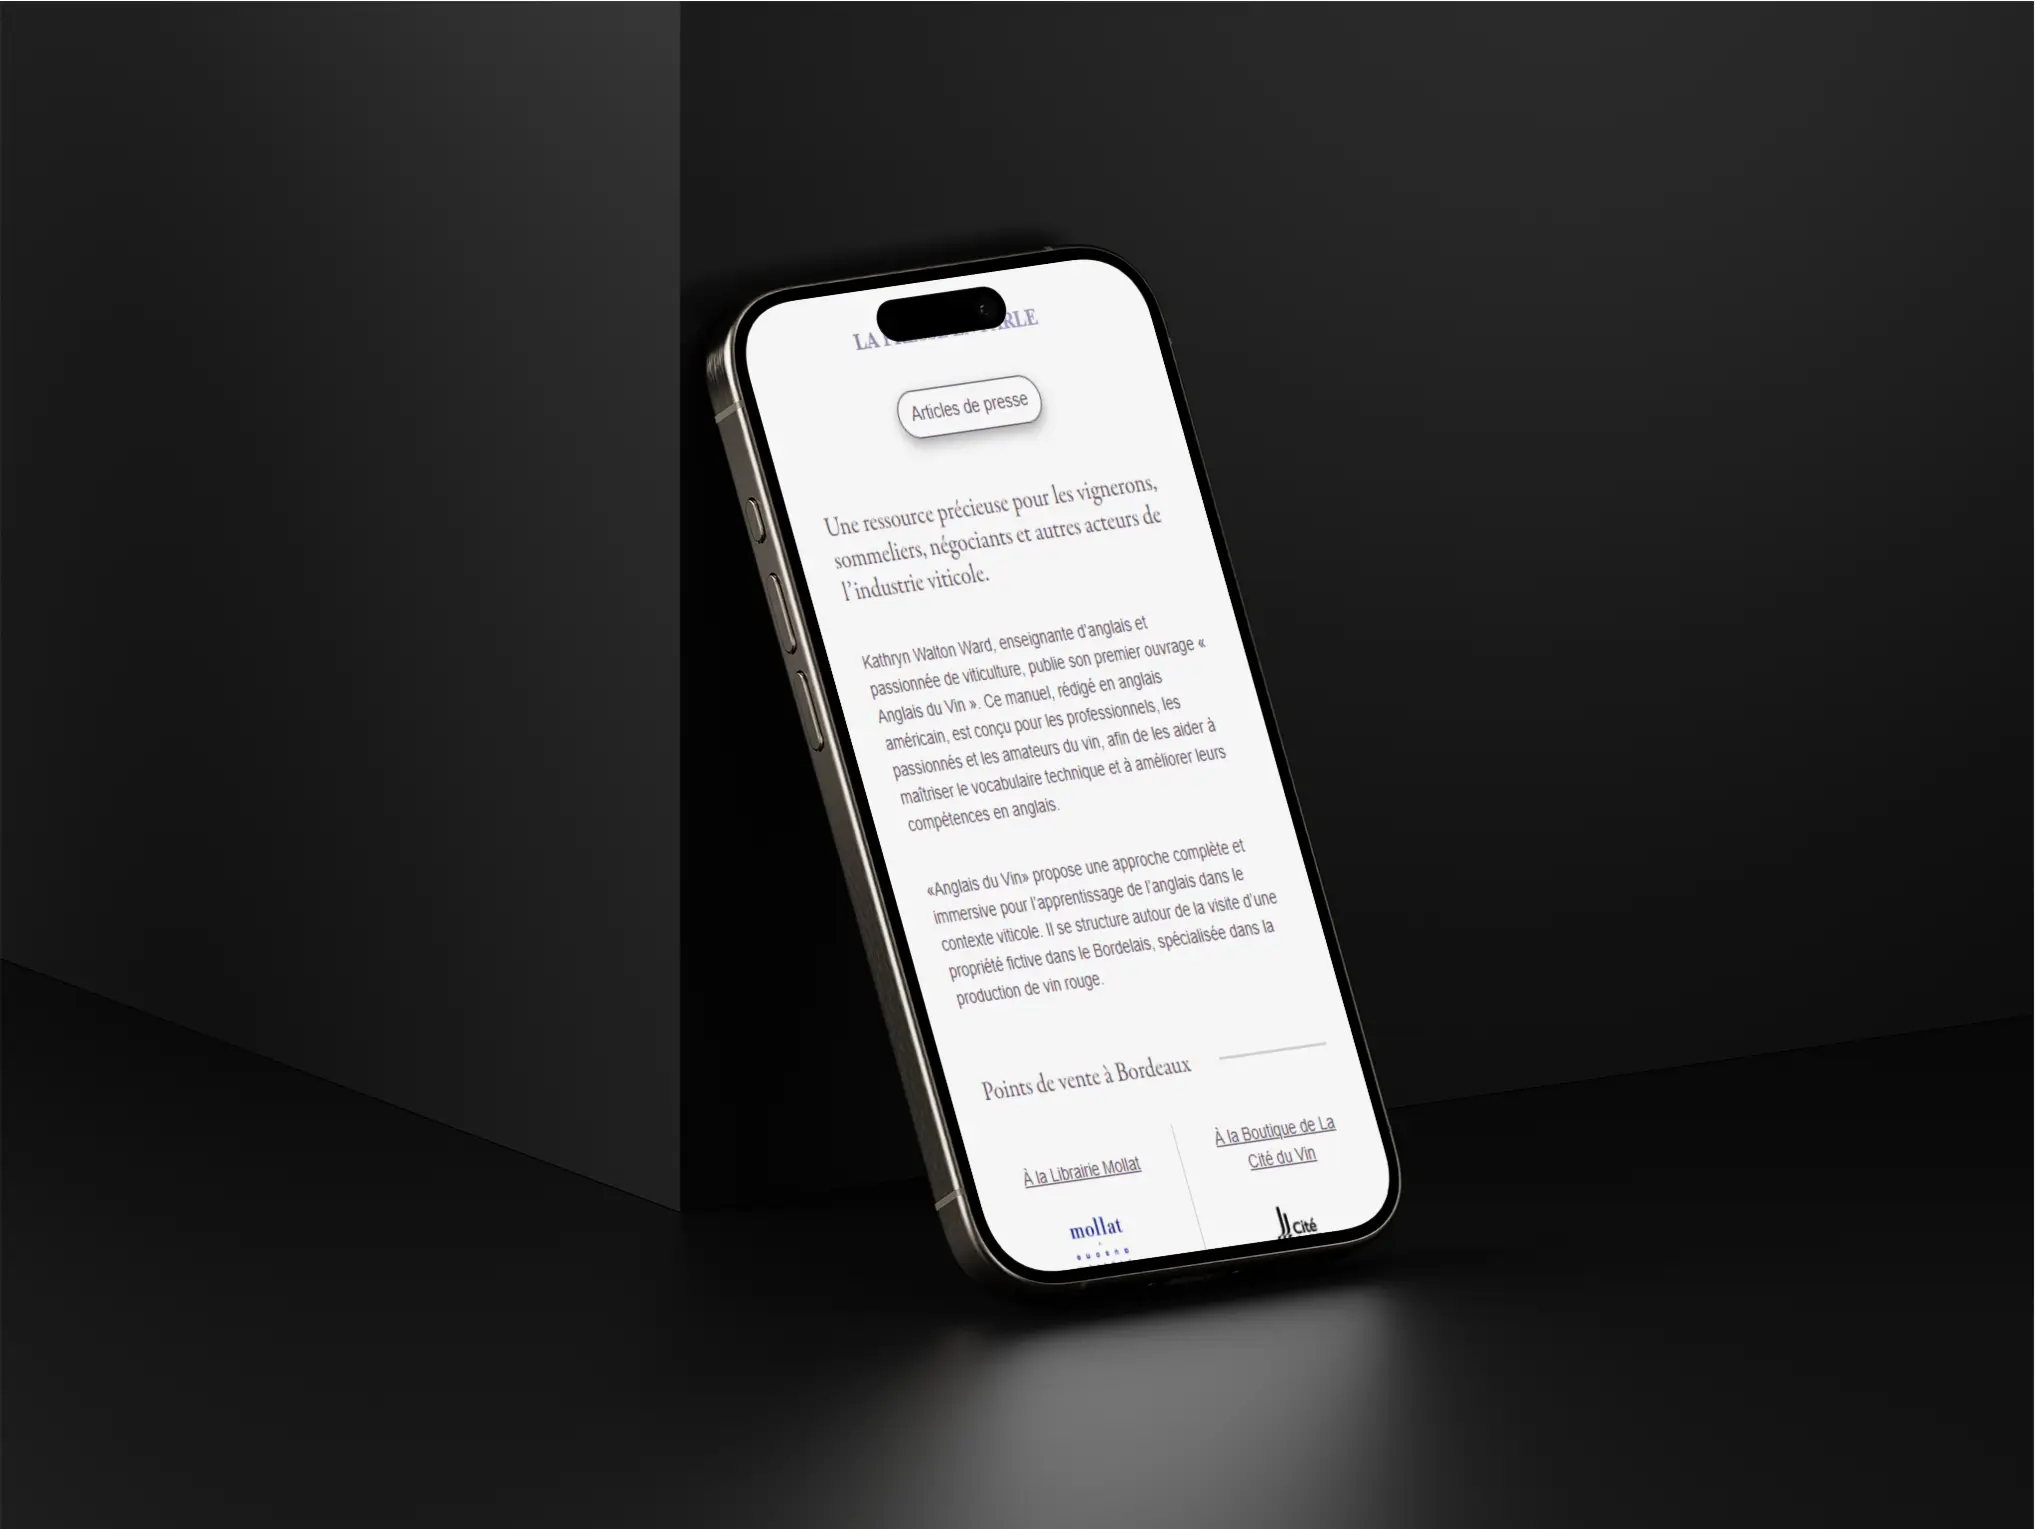 LA PRESSE EN PARLE
Articles de presse
Une ressource précieuse pour les vignerons,
sommeliers, négociants et autres acteurs de
l’industrie viticole.
Kathryn Walton Ward, enseignante d’anglais et
passionnée de viticulture, publie son premier ouvrage «
Anglais du Vin ». Ce manuel, rédigé en anglais
américain, est conçu pour les professionnels, les
passionnés et les amateurs du vin, afin de les aider à
maîtriser le vocabulaire technique et à améliorer leurs
compétences en anglais.
«Anglais du Vin» propose une approche complète et
immersive pour l’apprentissage de l’anglais dans le
contexte viticole. Il se structure autour de la visite d’une
propriété fictive dans le Bordelais, spécialisée dans la
production de vin rouge.
Points de vente à Bordeaux
À la Librairie Mollat
À la Boutique de La
Cité du Vin
mollat
Cité